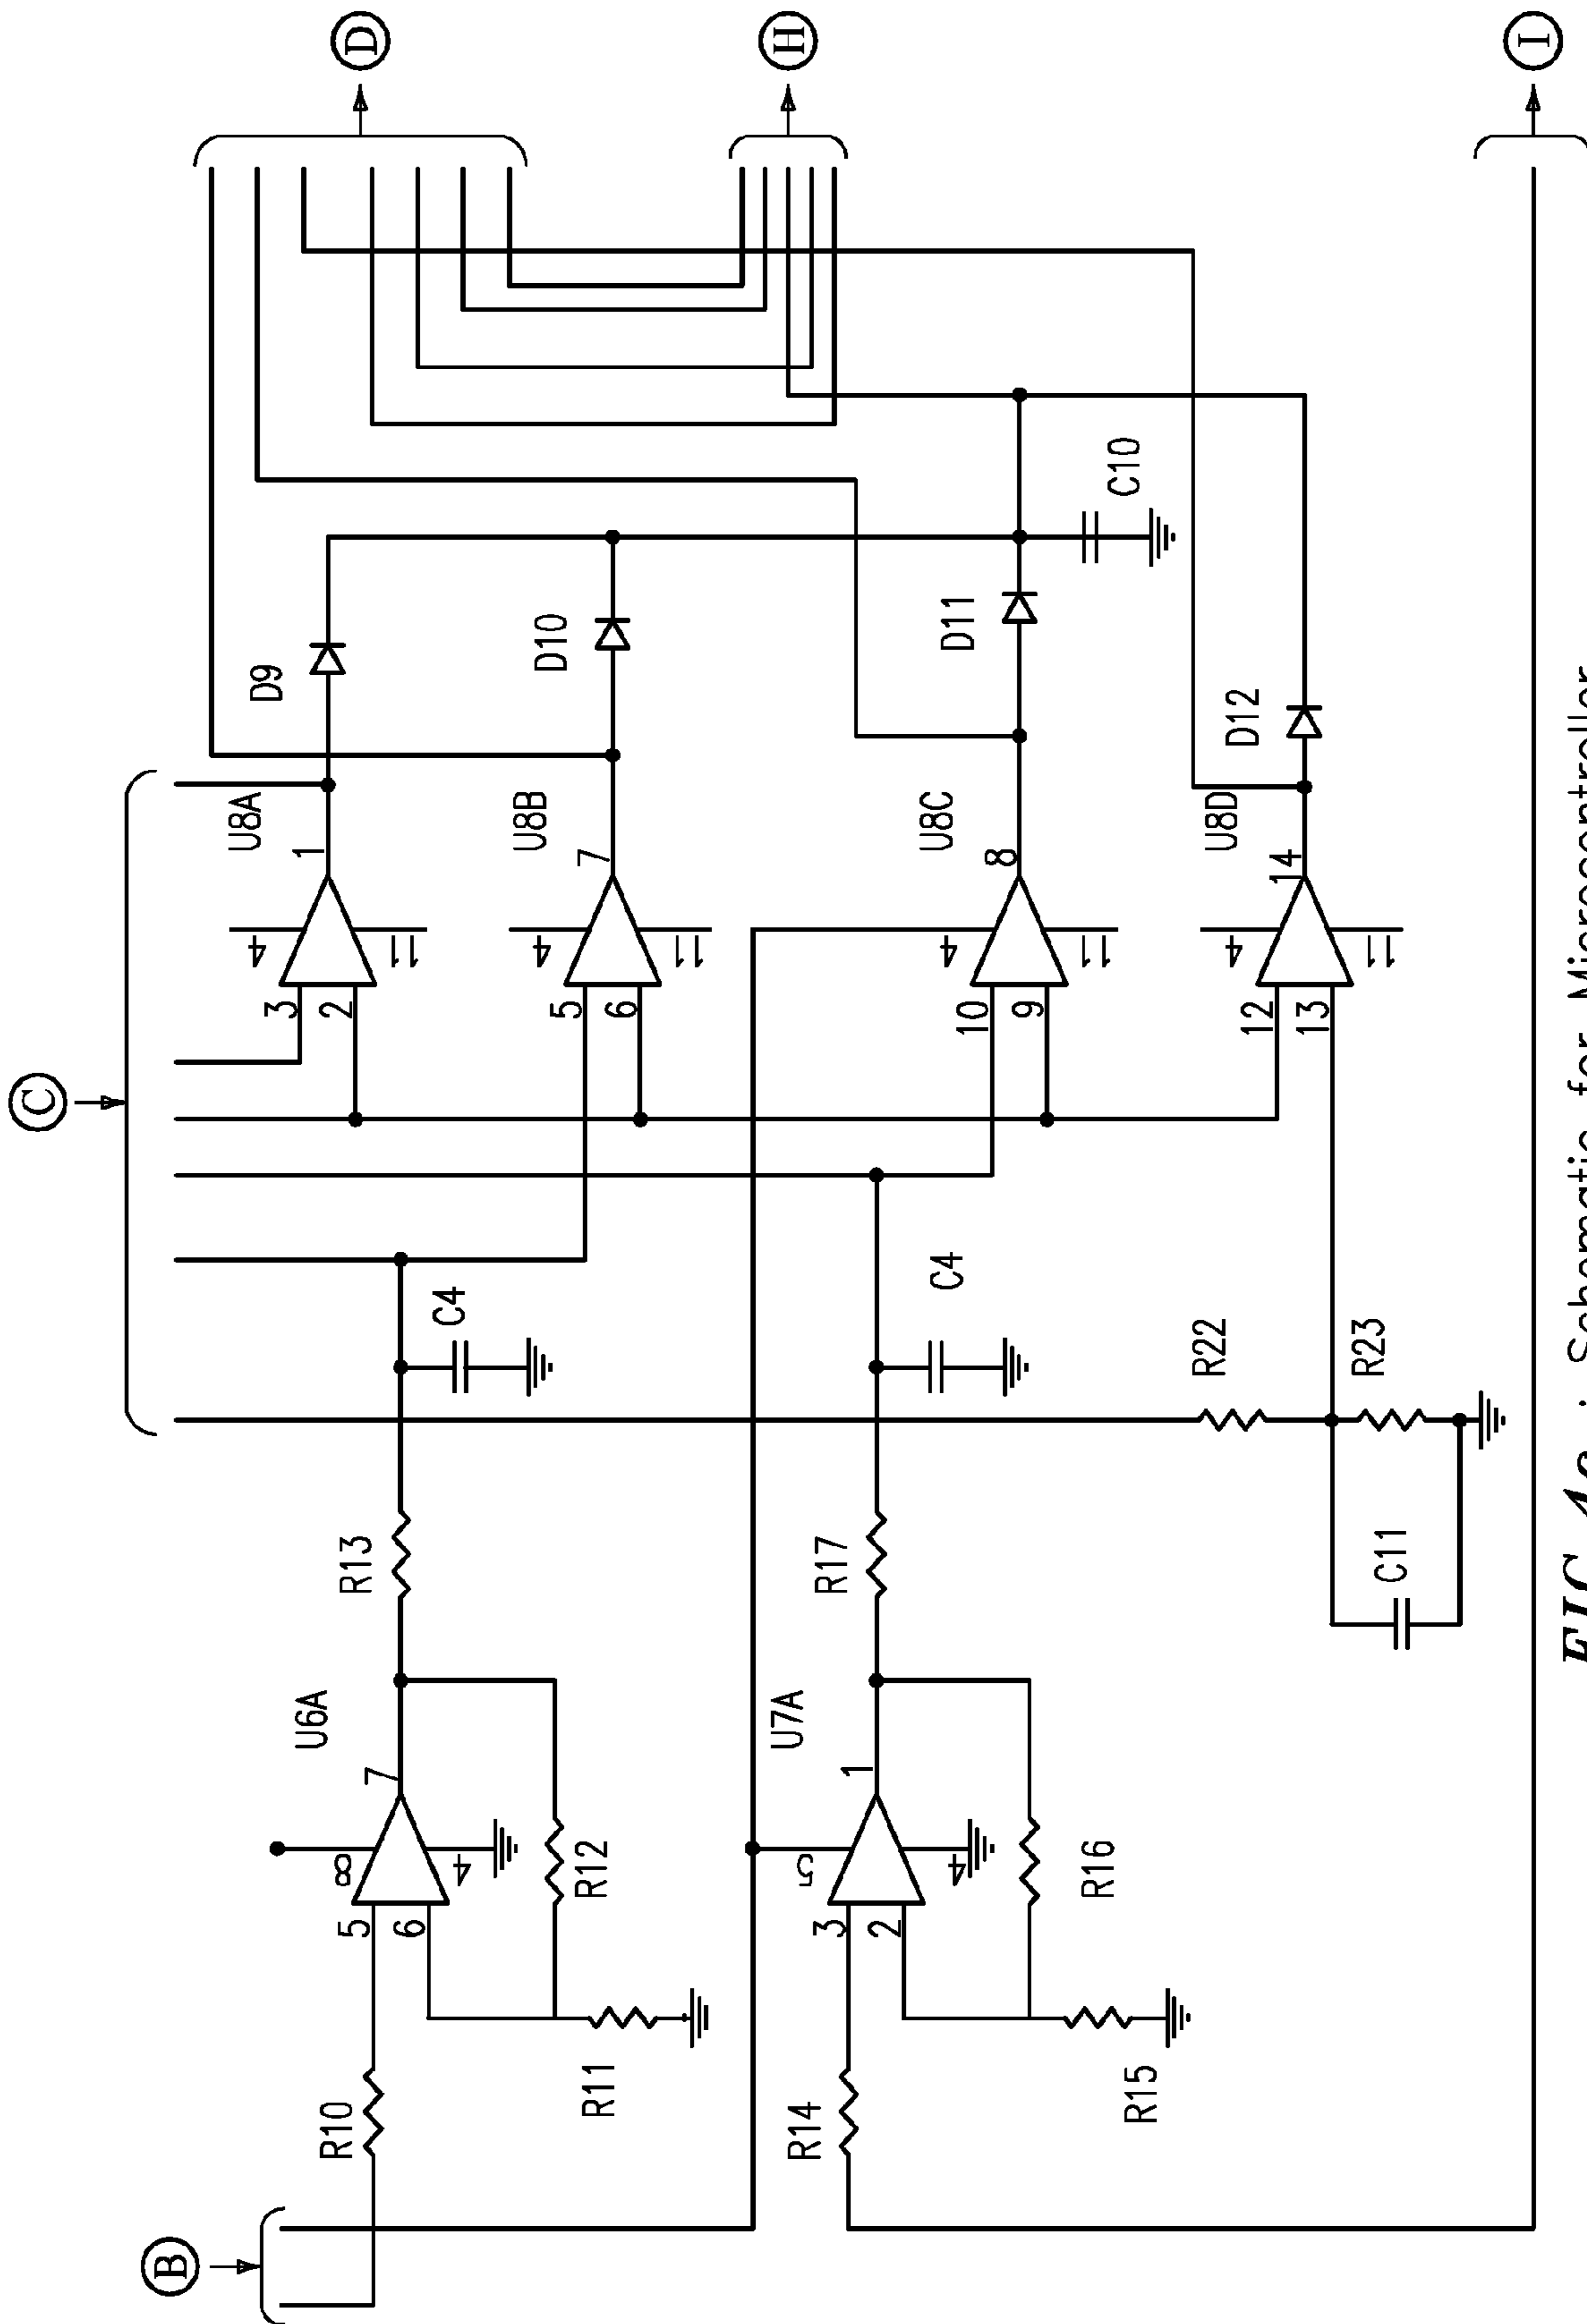 B
C
D
H
I
R10
5
6
8
4
7
U6A
R11
R12
R13
C4
R14
3
2
5
4
1
U7A
R15
R16
R17
C4
R22
R23
C11
3
2
4
11
1
U8A
D9
5
6
4
11
7
U8B
D10
10
9
4
11
8
U8C
D11
C10
12
13
4
11
14
U8D
D12
FIG. : Schematic for Microcontroller